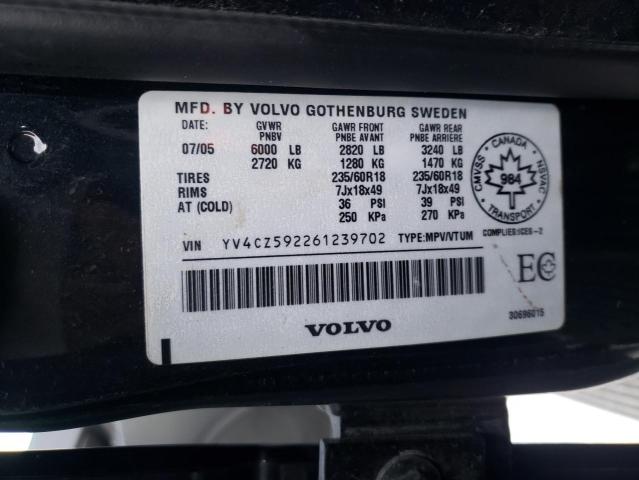 MFD. BY VOLVO GOTHENBURG SWEDEN
DATE: GVWR PNBV GAWR FRONT PNBE AVANT GAWR REAR PNBE ARRIERE
07/05 6000 LB 2820 LB 3240 LB
2720 KG 1280 KG 1470 KG
TIRES 235/60R18 235/60R18
RIMS 7Jx18x49 7Jx18x49
AT (COLD) 36 PSI 39 PSI
250 KPa 270 KPa
CANADA
CMVSS 984 NSVAC
TRANSPORT
VIN YV4CZ592261239702 TYPE:MPV/VTUM COMPLIES:ICES-2
EC
VOLVO
30696015